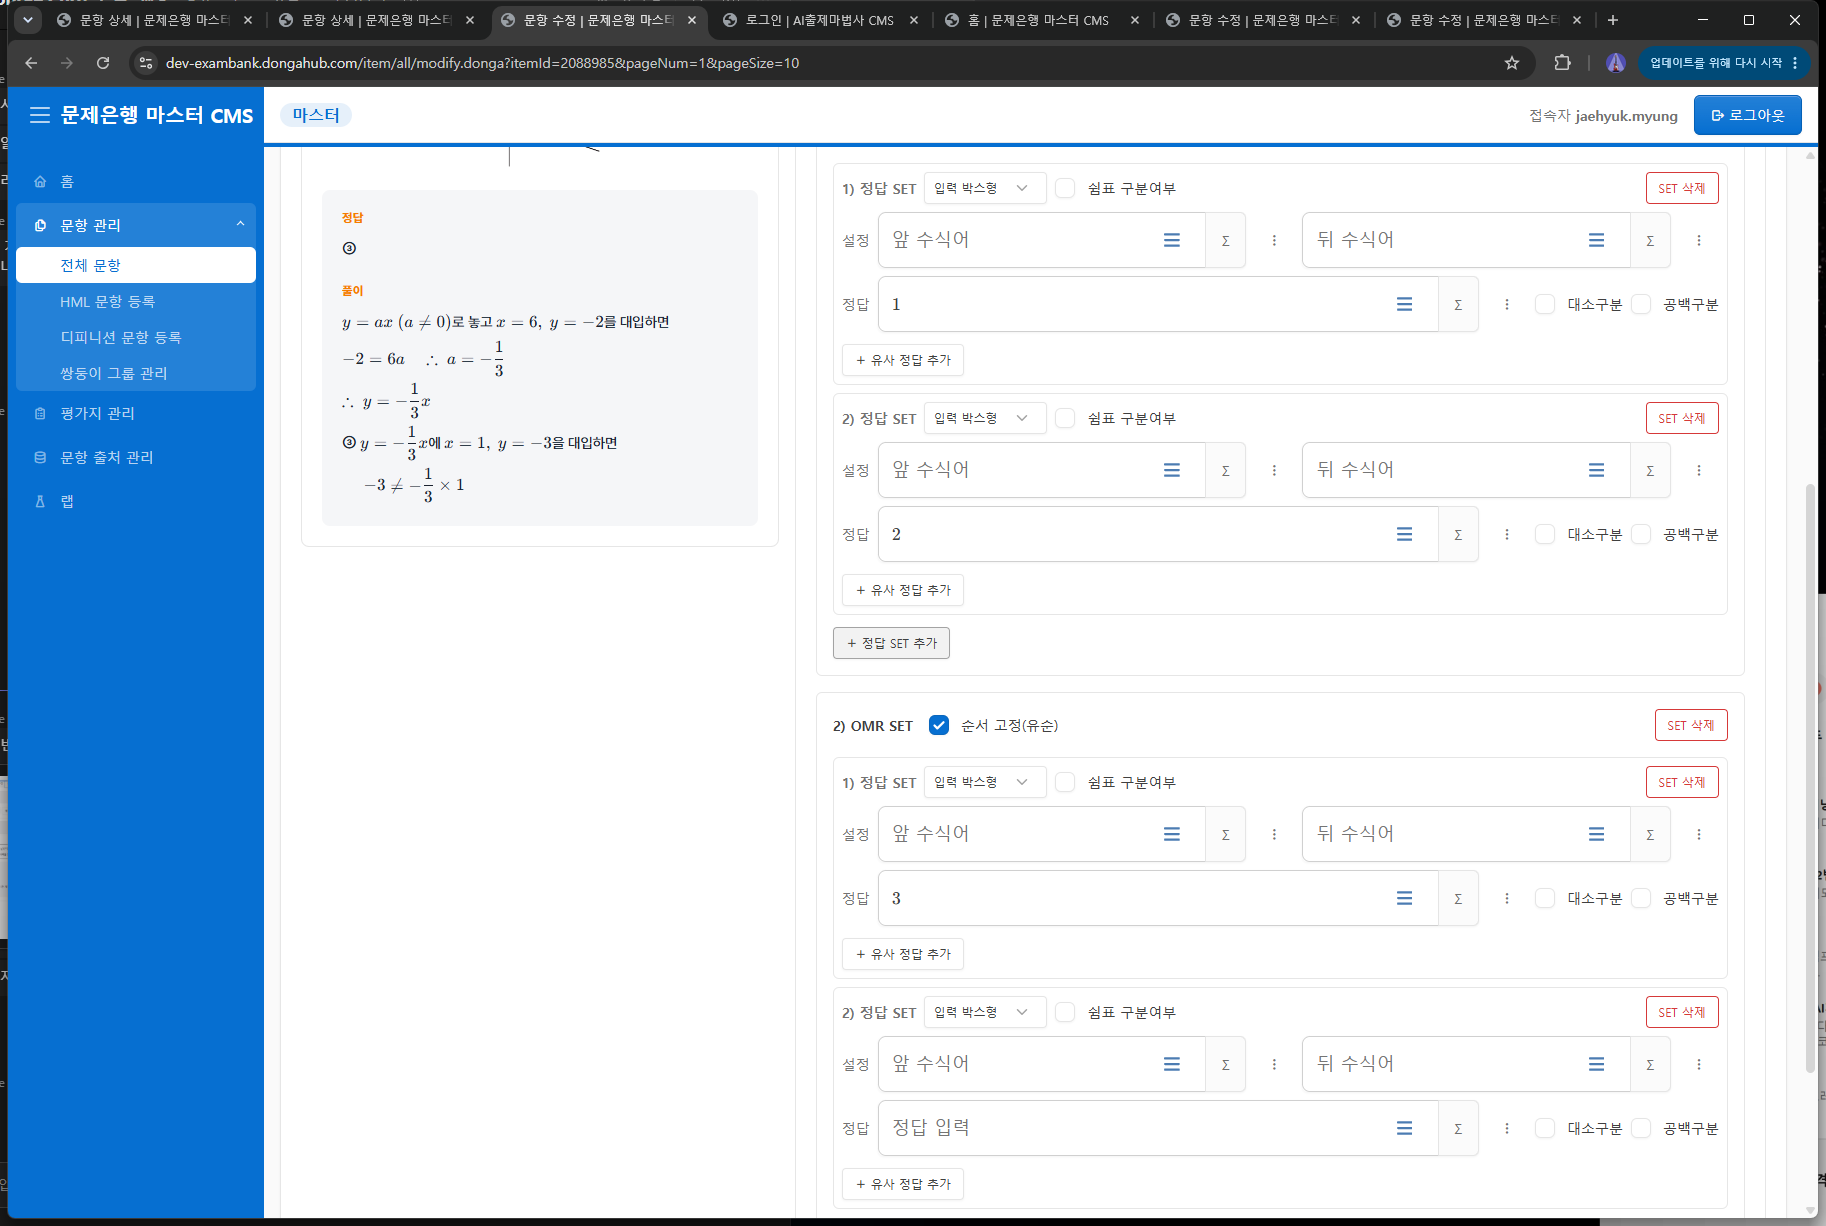 문항 상세 | 문제은행 마스터
문항 상세 | 문제은행 마스터
문항 수정 | 문제은행 마스터
로그인 | AI출제마법사 CMS
홈 | 문제은행 마스터 CMS
문항 수정 | 문제은행 마스터
문항 수정 | 문제은행 마스터
dev-exambank.dongahub.com/item/all/modify.donga?itemId=2088985&pageNum=1&pageSize=10
업데이트를 위해 다시 시작
문제은행 마스터 CMS
마스터
접속자 jaehyuk.myung
로그아웃
홈
문항 관리
전체 문항
HML 문항 등록
디피니션 문항 등록
쌍둥이 그룹 관리
평가지 관리
문항 출처 관리
랩
정답
③
풀이
y = ax (a ≠ 0)로 놓고 x = 6, y = −2를 대입하면
−2 = 6a ∴ a = −1/3
∴ y = −1/3x
③ y = −1/3x에 x = 1, y = −3을 대입하면
−3 ≠ −1/3 × 1
1) 정답 SET 입력 박스형 쉼표 구분여부 SET 삭제
설정 앞 수식어 Σ 뒤 수식어 Σ
정답 1 Σ 대소구분 공백구분
+ 유사 정답 추가
2) 정답 SET 입력 박스형 쉼표 구분여부 SET 삭제
설정 앞 수식어 Σ 뒤 수식어 Σ
정답 2 Σ 대소구분 공백구분
+ 유사 정답 추가
+ 정답 SET 추가
2) OMR SET 순서 고정(유순) SET 삭제
1) 정답 SET 입력 박스형 쉼표 구분여부 SET 삭제
설정 앞 수식어 Σ 뒤 수식어 Σ
정답 3 Σ 대소구분 공백구분
+ 유사 정답 추가
2) 정답 SET 입력 박스형 쉼표 구분여부 SET 삭제
설정 앞 수식어 Σ 뒤 수식어 Σ
정답 정답 입력 Σ 대소구분 공백구분
+ 유사 정답 추가